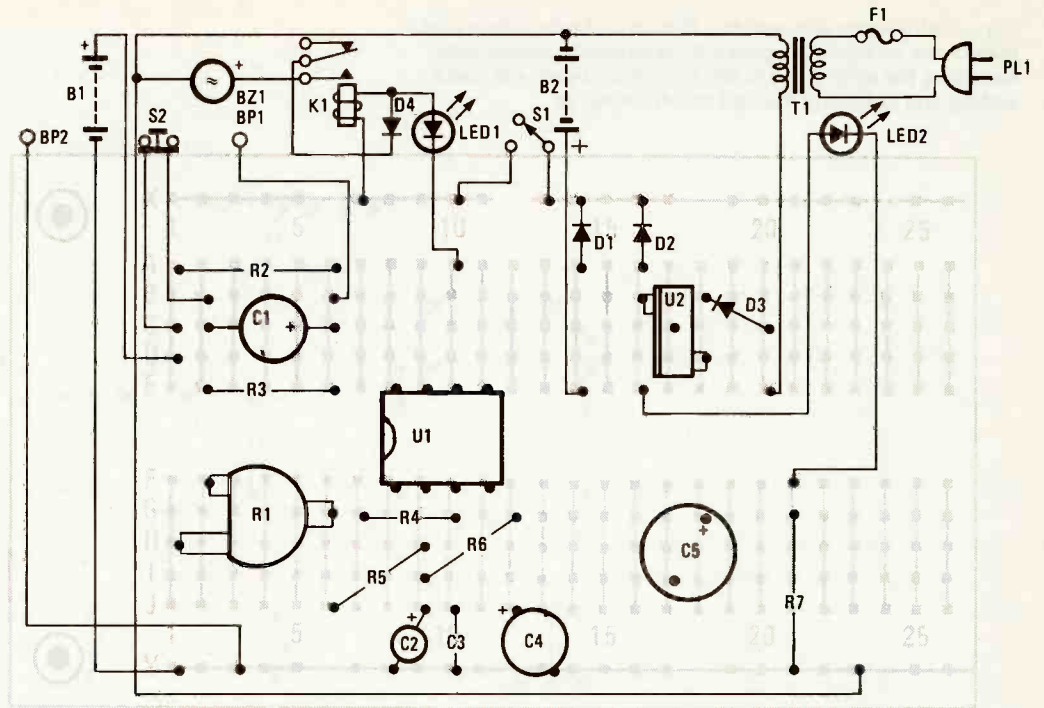 F1
+
B1
B2
PL1
T1
+
BZ1
K1
D4
BP2
S2
BP1
LED1
S1
+
LED2
X
5
10
15
20
25
A
R2
D1
D2
B
C1
+
U2
D3
E
R3
U1
F
G
H
I
J
R1
R4
R6
R5
+
C5
R7
+
C2
C3
+
C4
5
10
15
20
25
Y